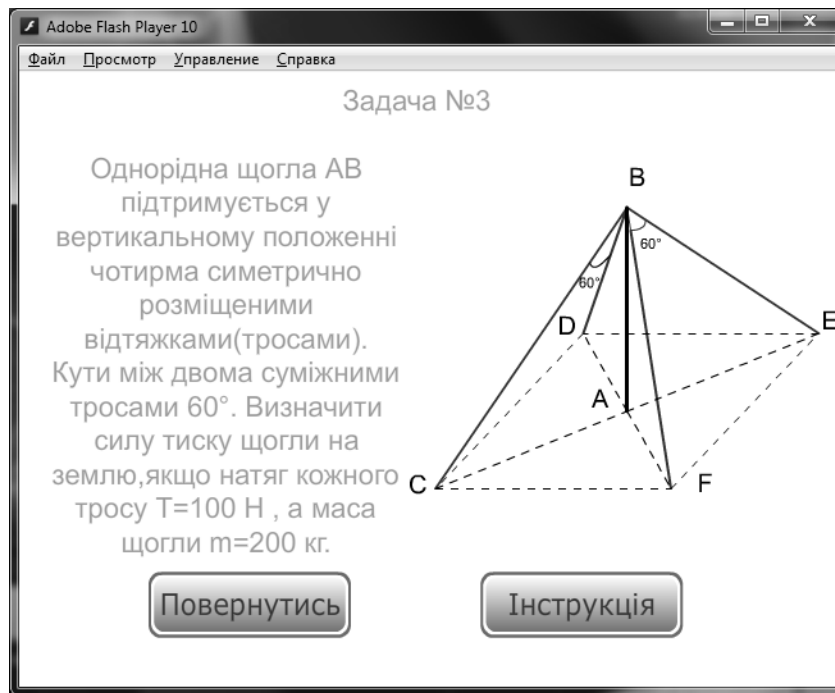 Adobe Flash Player 10
Файл Просмотр Управление Справка
Задача №3
Однорідна щогла АВ
підтримується у
вертикальному положенні
чотирма симетрично
розміщеними
відтяжками(тросами).
Кути між двома суміжними
тросами 60°. Визначити
силу тиску щогли на
землю,якщо натяг кожного
тросу Т=100 Н , а маса
щогли m=200 кг.
B
60°
60°
D
E
A
C
F
Повернутись
Інструкція